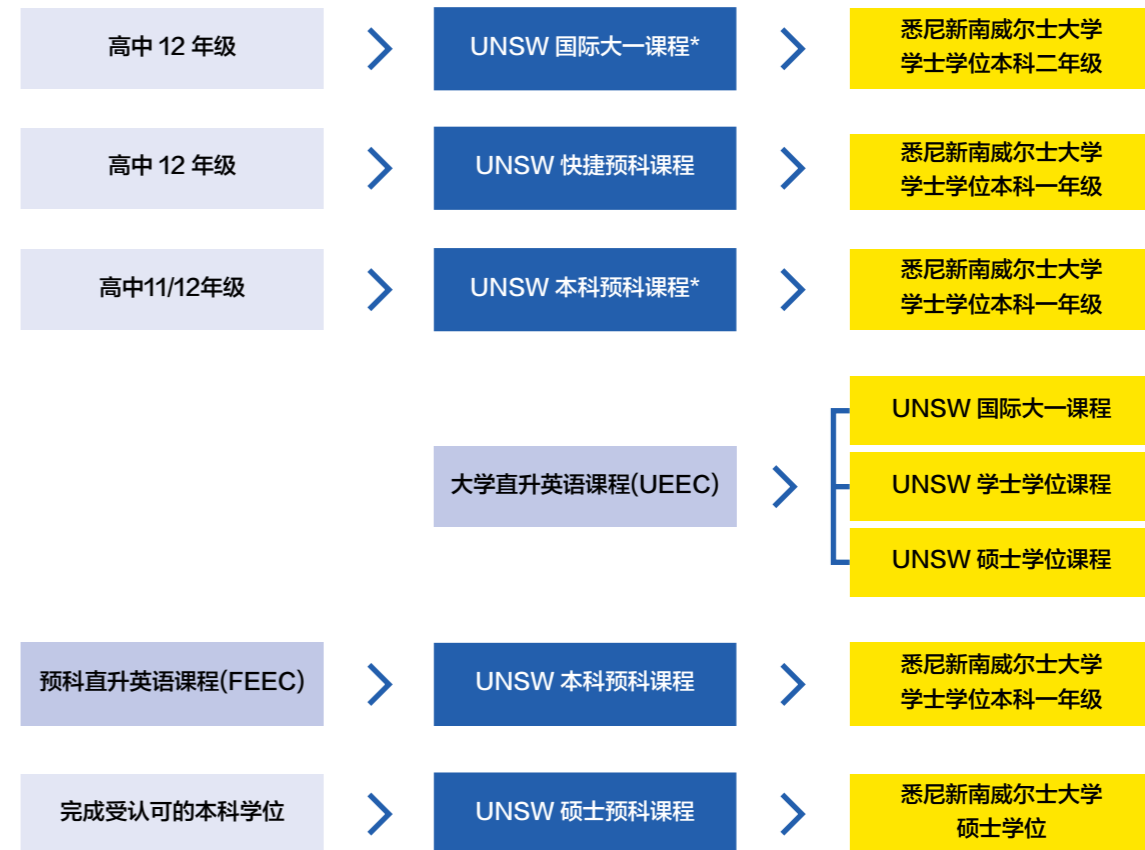 高中 12 年级
UNSW 国际大一课程*
悉尼新南威尔士大学
学士学位本科二年级
高中 12 年级
UNSW 快捷预科课程
悉尼新南威尔士大学
学士学位本科一年级
高中11/12年级
UNSW 本科预科课程*
悉尼新南威尔士大学
学士学位本科一年级
大学直升英语课程(UEEC)
UNSW 国际大一课程
UNSW 学士学位课程
UNSW 硕士学位课程
预科直升英语课程(FEEC)
UNSW 本科预科课程
悉尼新南威尔士大学
学士学位本科一年级
完成受认可的本科学位
UNSW 硕士预科课程
悉尼新南威尔士大学
硕士学位